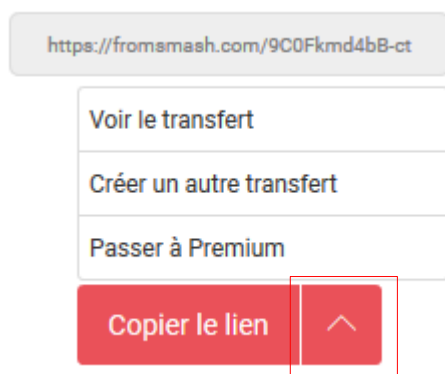 https://fromsmash.com/9C0Fkmd4bB-ct
Voir le transfert
Créer un autre transfert
Passer à Premium
Copier le lien